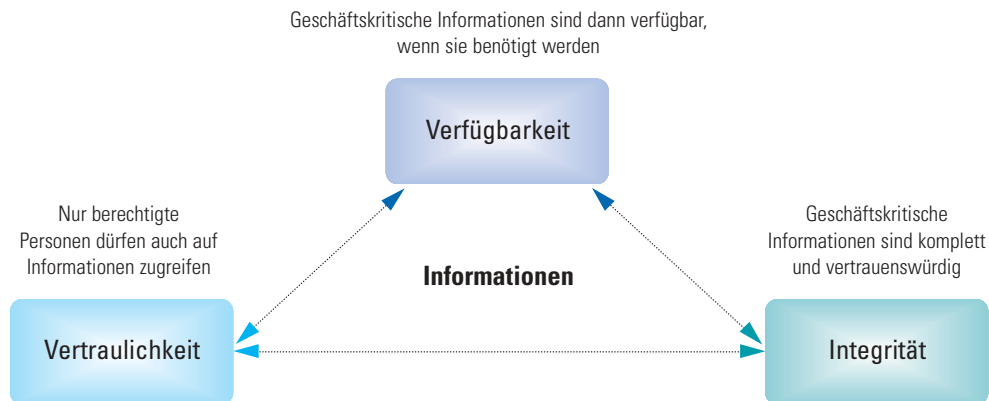 Geschäftskritische Informationen sind dann verfügbar,
wenn sie benötigt werden
Verfügbarkeit
Nur berechtigte
Personen dürfen auch auf
Informationen zugreifen
Geschäftskritische
Informationen sind komplett
und vertrauenswürdig
Informationen
Vertraulichkeit
Integrität